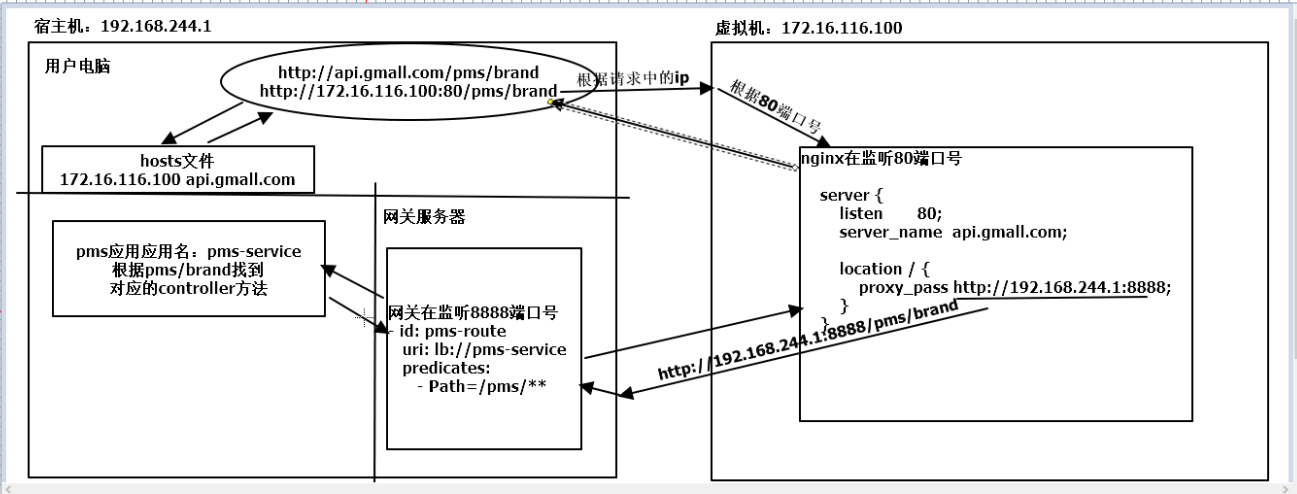 宿主机：192.168.244.1
用户电脑
http://api.gmall.com/pms/brand
http://172.16.116.100:80/pms/brand
hosts文件
172.16.116.100 api.gmall.com
pms应用应用名：pms-service
根据pms/brand找到
对应的controller方法
网关服务器
网关在监听8888端口号
- id: pms-route
uri: lb://pms-service
predicates:
- Path=/pms/**
根据请求中的ip
虚拟机：172.16.116.100
根据80端口号
nginx在监听80端口号
server {
listen 80;
server_name api.gmall.com;
location / {
proxy_pass http://192.168.244.1:8888;
}
}
http://192.168.244.1:8888/pms/brand